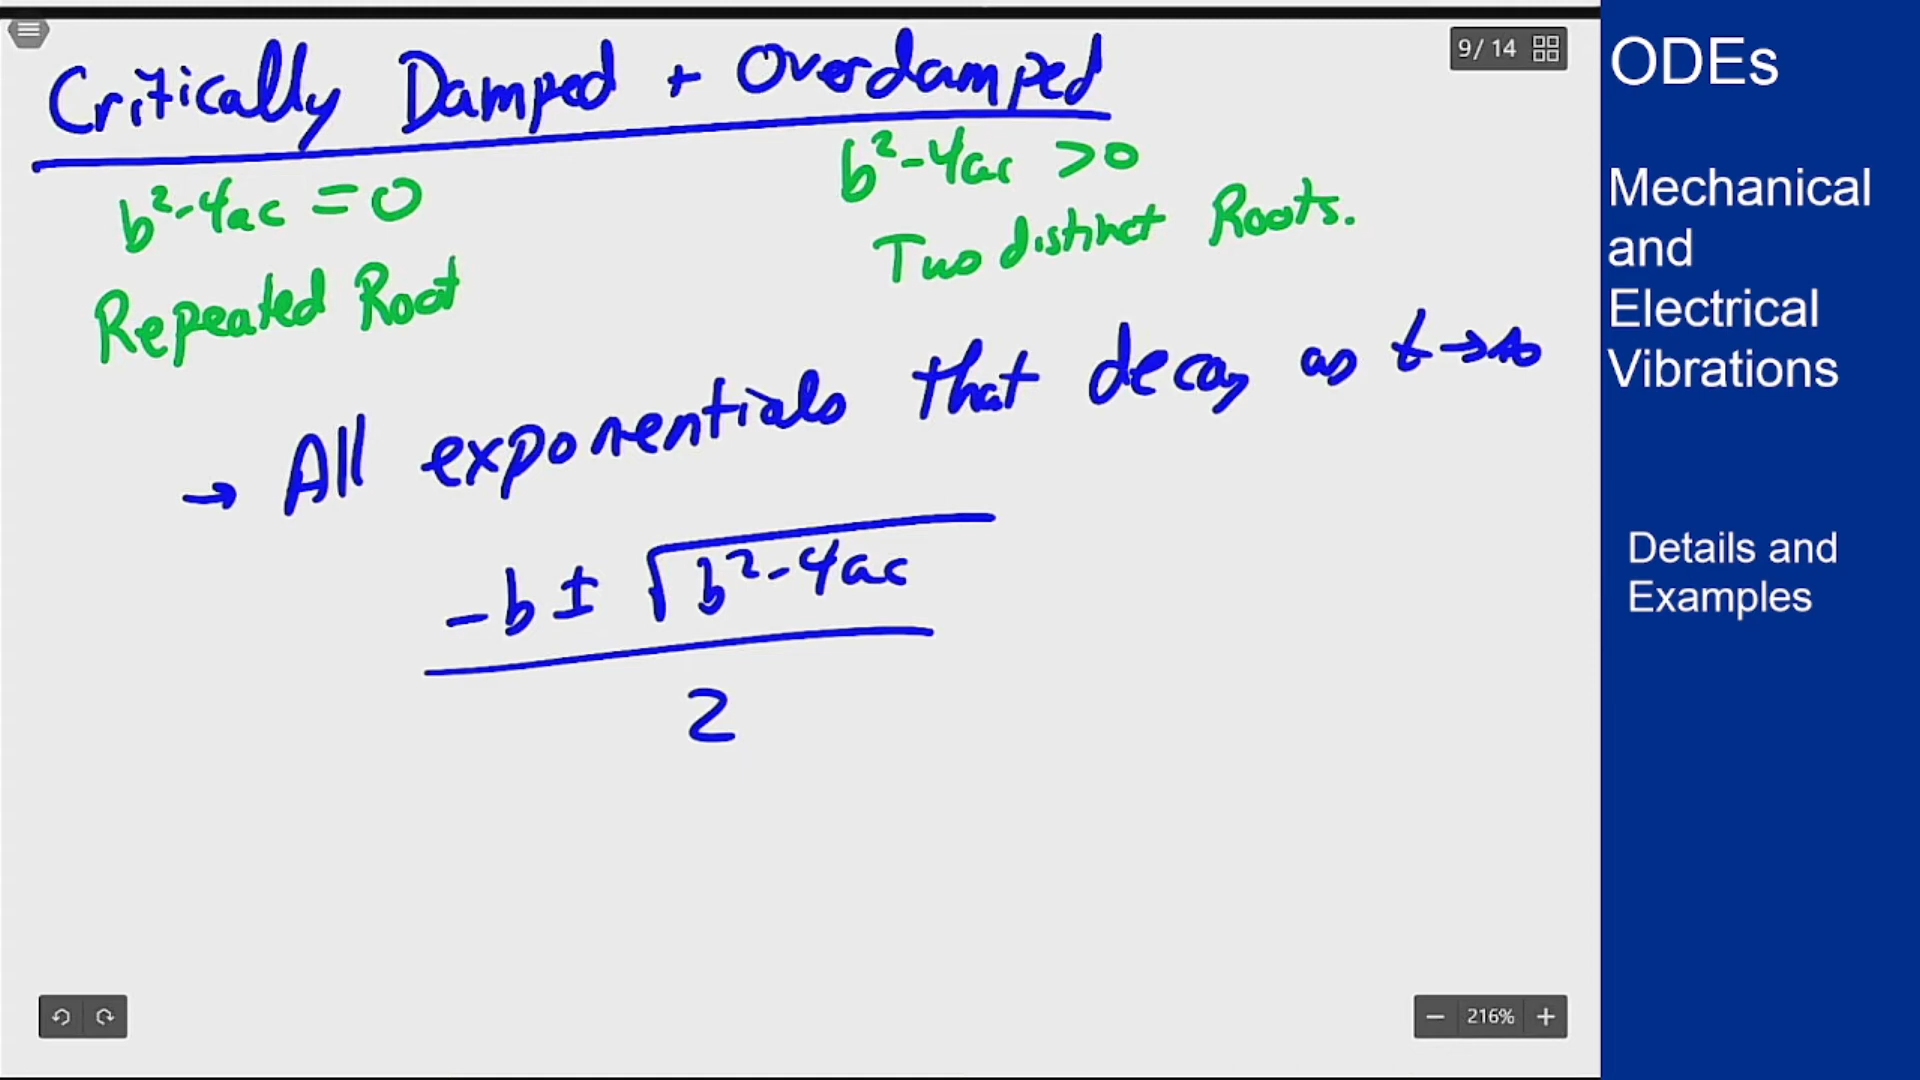 Critically Damped + Overdamped
b²-4ac = 0
Repeated Root
b²-4ac >0
Two distinct Roots.
→ All exponentials that decay as t→∞
-b ± √b²-4ac
2
9/ 14
216%
ODEs
Mechanical
and
Electrical
Vibrations
Details and
Examples